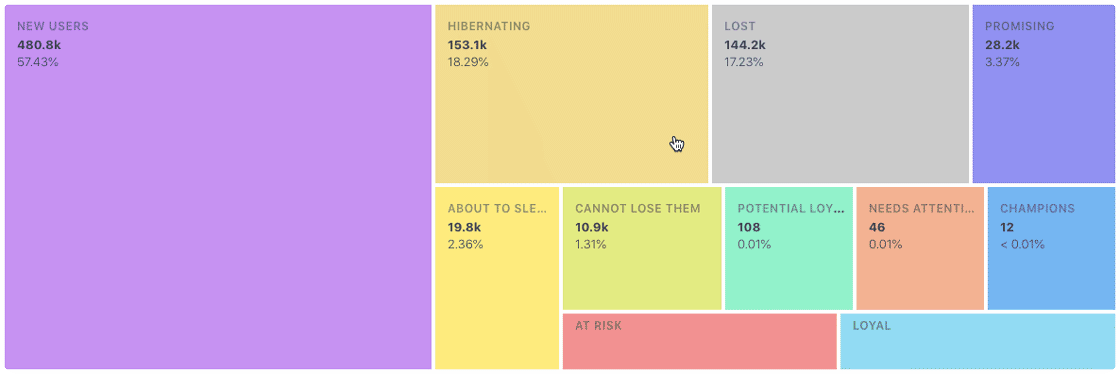 NEW USERS
480.8k
57.43%
HIBERNATING
153.1k
18.29%
LOST
144.2k
17.23%
PROMISING
28.2k
3.37%
ABOUT TO SLE...
19.8k
2.36%
CANNOT LOSE THEM
10.9k
1.31%
POTENTIAL LOY...
108
0.01%
NEEDS ATTENTI...
46
0.01%
CHAMPIONS
12
< 0.01%
AT RISK
LOYAL